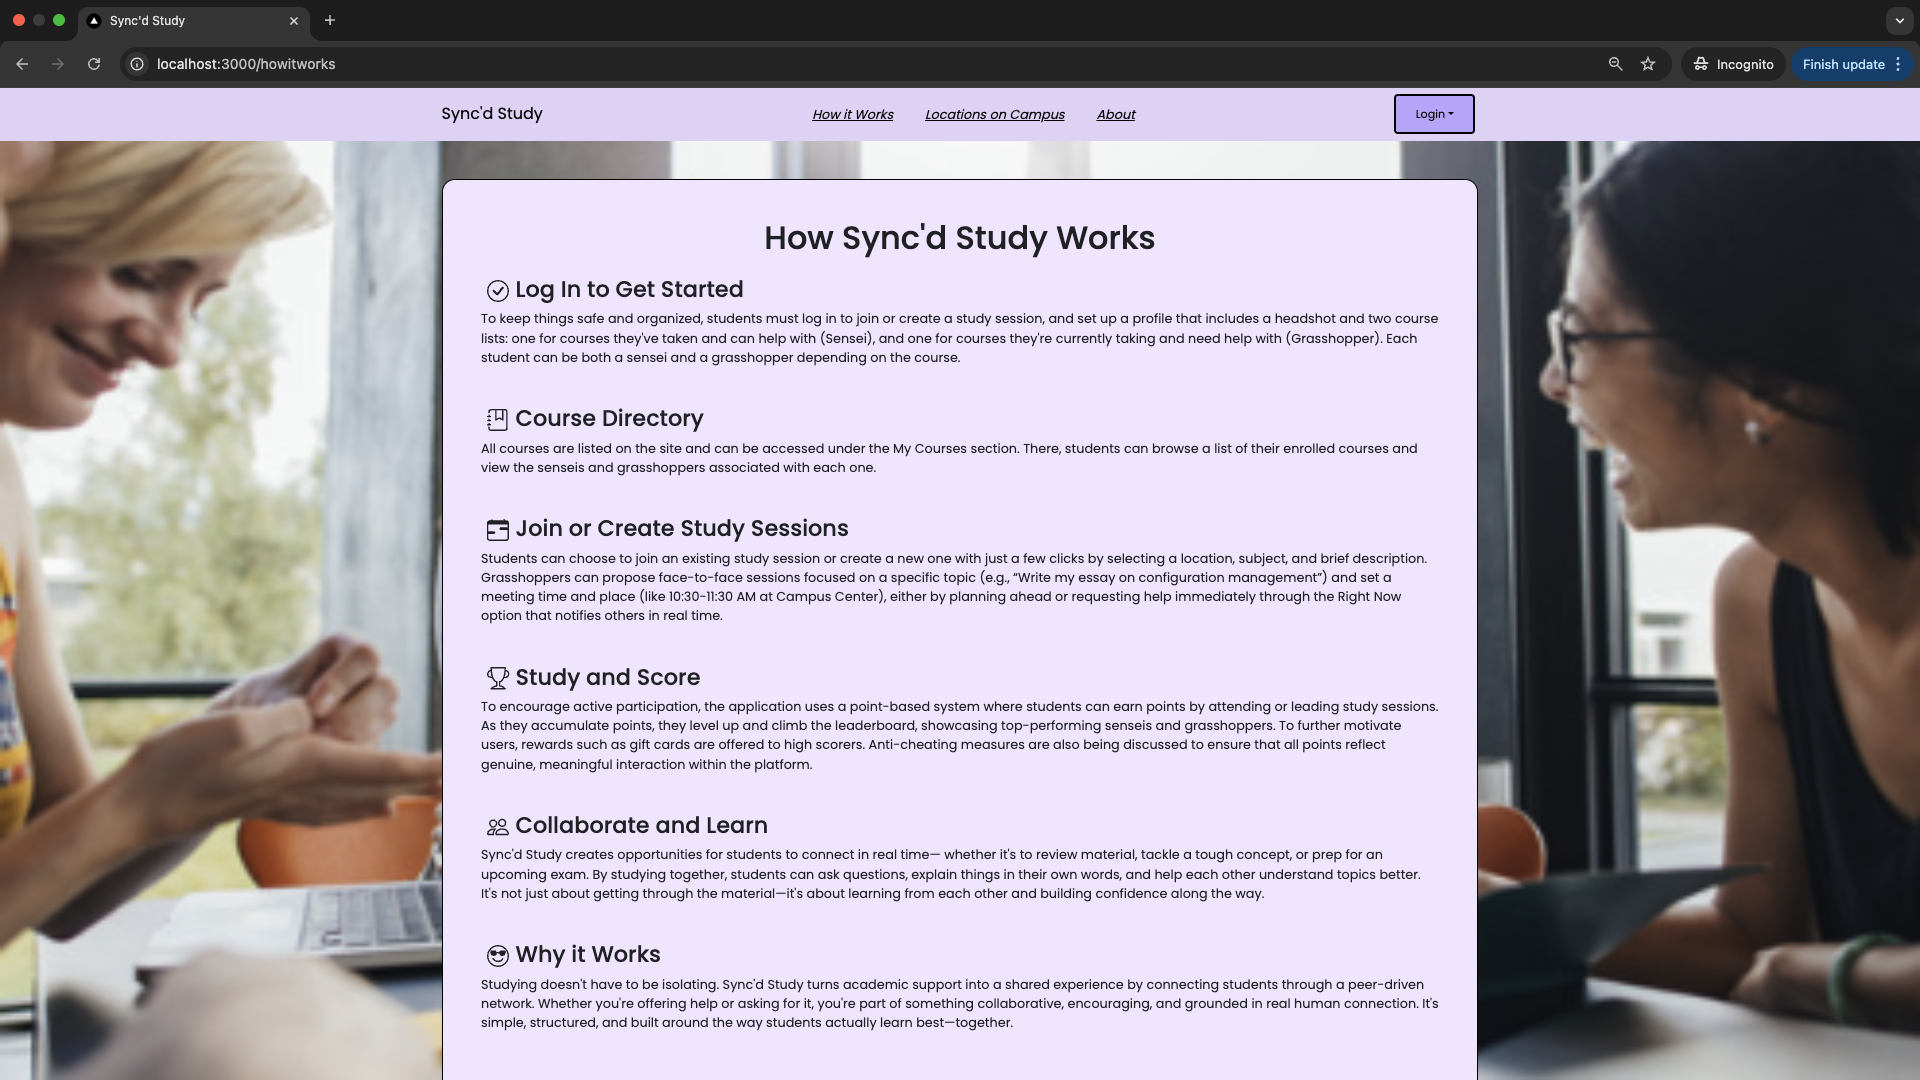 Sync'd Study
localhost:3000/howitworks
Incognito
Finish update
Sync'd Study
How it Works
Locations on Campus
About
Login
How Sync'd Study Works
Log In to Get Started
To keep things safe and organized, students must log in to join or create a study session, and set up a profile that includes a headshot and two course
lists: one for courses they've taken and can help with (Sensei), and one for courses they're currently taking and need help with (Grasshopper). Each
student can be both a sensei and a grasshopper depending on the course.
Course Directory
All courses are listed on the site and can be accessed under the My Courses section. There, students can browse a list of their enrolled courses and
view the senseis and grasshoppers associated with each one.
Join or Create Study Sessions
Students can choose to join an existing study session or create a new one with just a few clicks by selecting a location, subject, and brief description.
Grasshoppers can propose face-to-face sessions focused on a specific topic (e.g., “Write my essay on configuration management”) and set a
meeting time and place (like 10:30-11:30 AM at Campus Center), either by planning ahead or requesting help immediately through the Right Now
option that notifies others in real time.
Study and Score
To encourage active participation, the application uses a point-based system where students can earn points by attending or leading study sessions.
As they accumulate points, they level up and climb the leaderboard, showcasing top-performing senseis and grasshoppers. To further motivate
users, rewards such as gift cards are offered to high scorers. Anti-cheating measures are also being discussed to ensure that all points reflect
genuine, meaningful interaction within the platform.
Collaborate and Learn
Sync'd Study creates opportunities for students to connect in real time— whether it's to review material, tackle a tough concept, or prep for an
upcoming exam. By studying together, students can ask questions, explain things in their own words, and help each other understand topics better.
It's not just about getting through the material—it's about learning from each other and building confidence along the way.
Why it Works
Studying doesn't have to be isolating. Sync'd Study turns academic support into a shared experience by connecting students through a peer-driven
network. Whether you're offering help or asking for it, you're part of something collaborative, encouraging, and grounded in real human connection. It's
simple, structured, and built around the way students actually learn best—together.